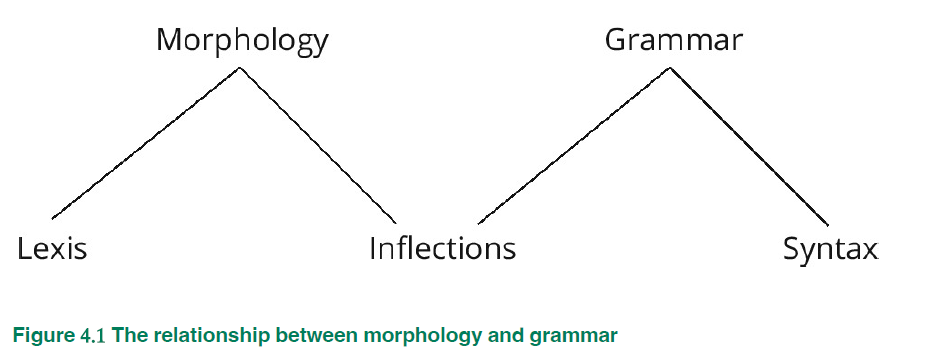 Morphology Grammar
Lexis Inflections Syntax
Figure 4.1 The relationship between morphology and grammar